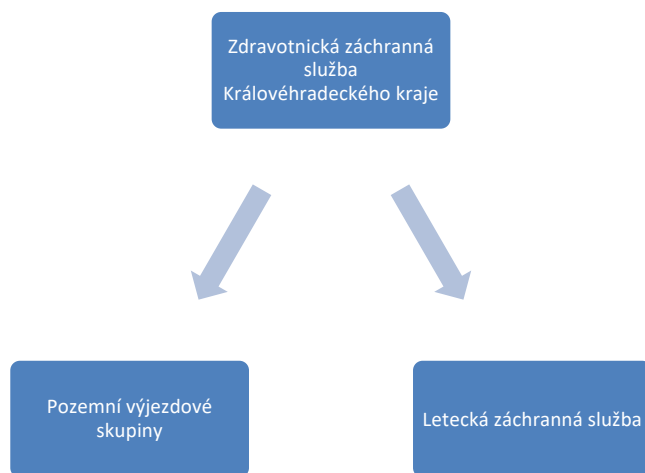 Zdravotnická záchranná
služba
Královéhradeckého kraje
Pozemní výjezdové
skupiny
Letecká záchranná služba